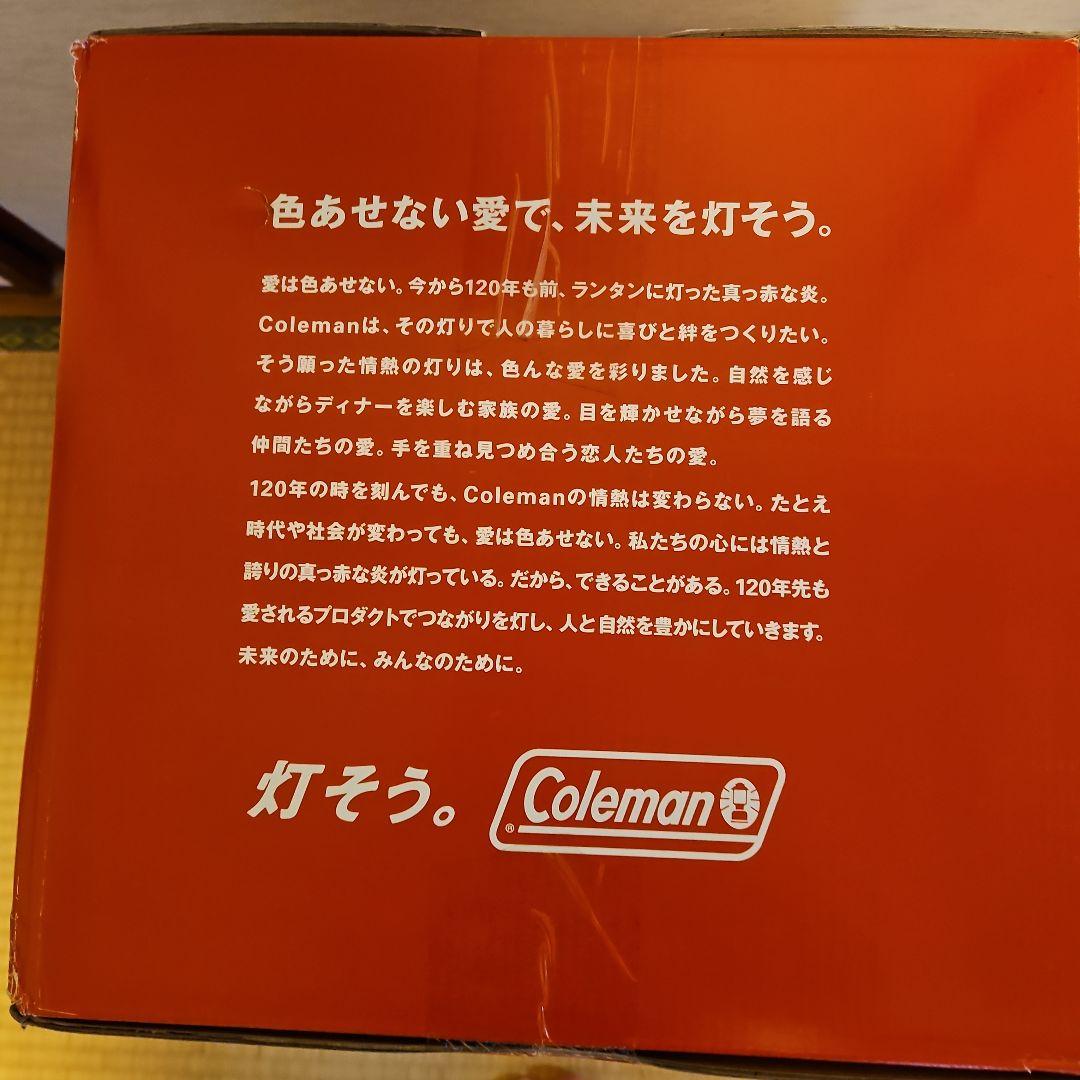 色あせない愛で、未来を灯そう。
愛は色あせない。今から120年も前、ランタンに灯った真っ赤な炎。
Colemanは、その灯りで人の暮らしに喜びと絆をつくりたい。
そう願った情熱の灯りは、色んな愛を彩りました。自然を感じ
ながらディナーを楽しむ家族の愛。目を輝かせながら夢を語る
仲間たちの愛。手を重ね見つめ合う恋人たちの愛。
120年の時を刻んでも、Colemanの情熱は変わらない。たとえ
時代や社会が変わっても、愛は色あせない。私たちの心には情熱と
誇りの真っ赤な炎が灯っている。だから、できることがある。120年先も
愛されるプロダクトでつながりを灯し、人と自然を豊かにしていきます。
未来のために、みんなのために。
灯そう。
Coleman
®